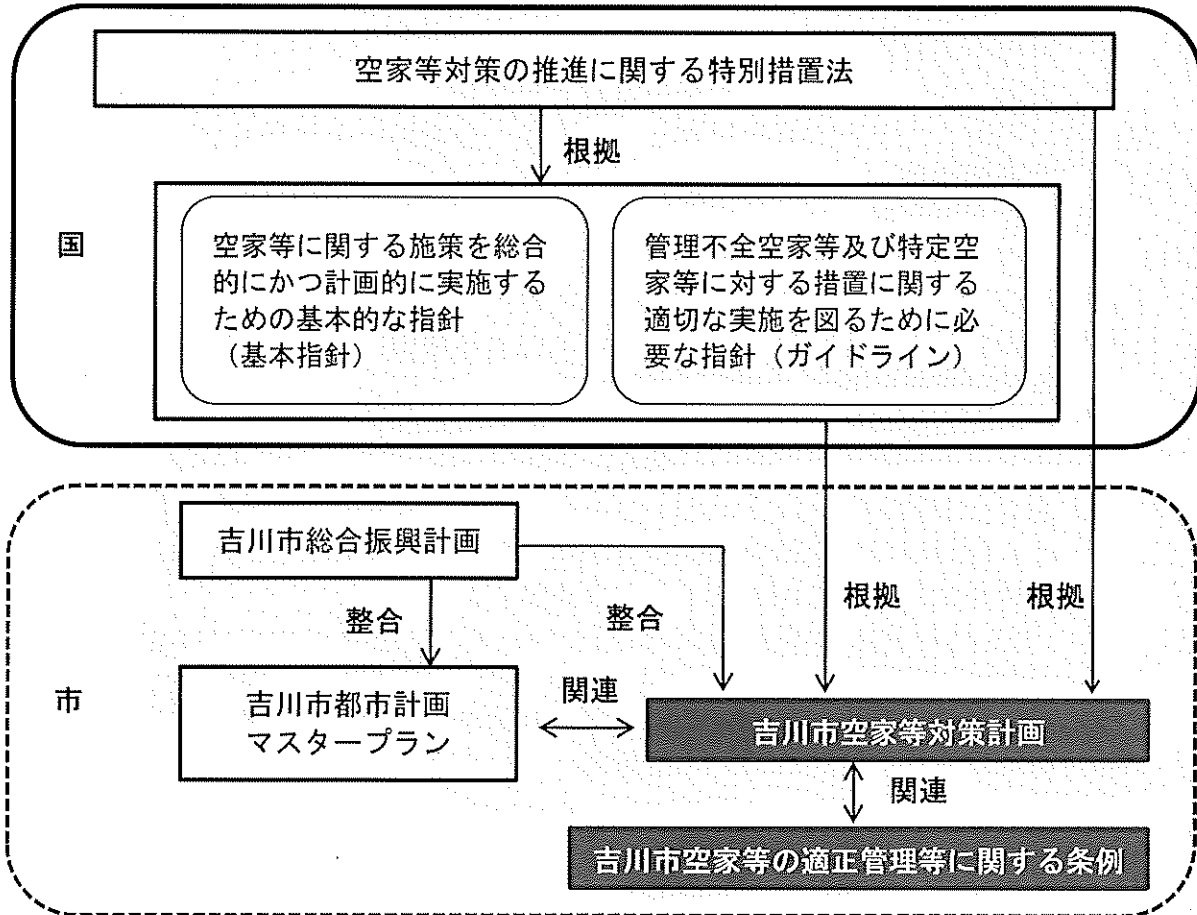 空家等対策の推進に関する特別措置法
根拠
国
空家等に関する施策を総合
的にかつ計画的に実施する
ための基本的な指針
（基本指針）
管理不全空家等及び特定空
家等に対する措置に関する
適切な実施を図るために必
要な指針（ガイドライン）
吉川市総合振興計画
整合
整合
根拠
根拠
市
吉川市都市計画
マスタープラン
関連
吉川市空家等対策計画
関連
吉川市空家等の適正管理等に関する条例